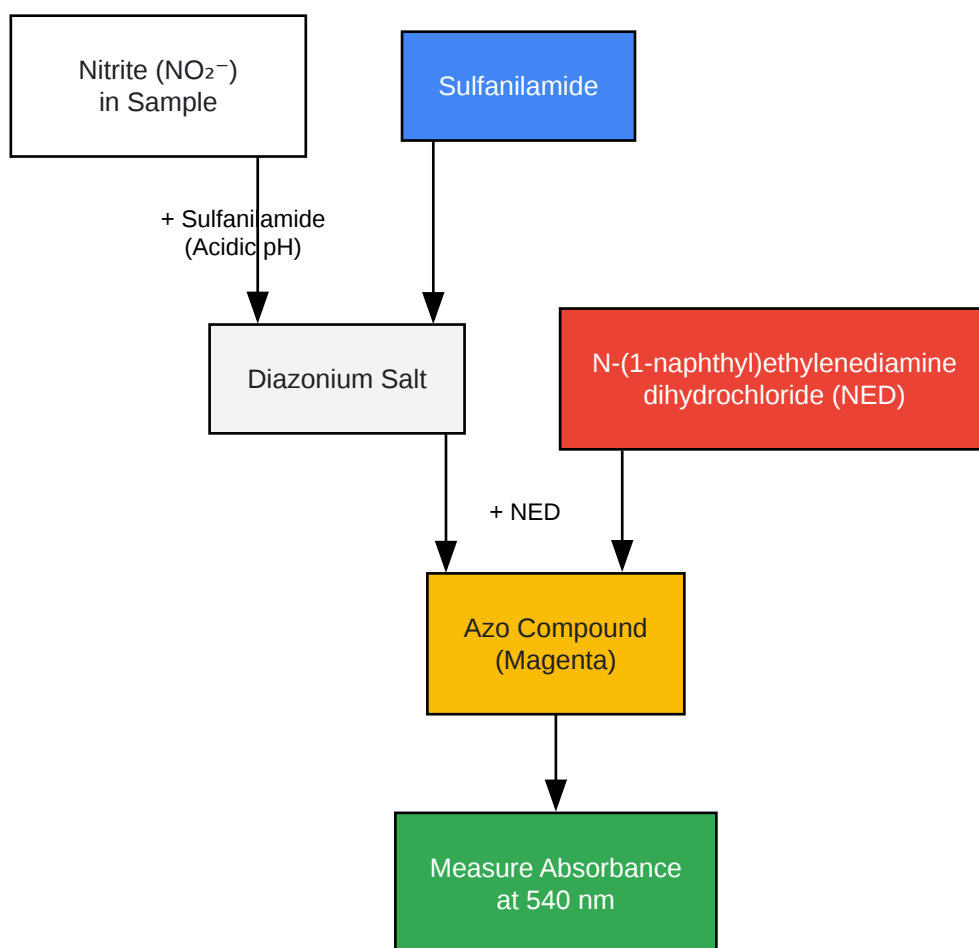 Nitrite (NO₂⁻)
in Sample
Sulfanilamide
+ Sulfanilamide
(Acidic pH)
Diazonium Salt
N-(1-naphthyl)ethylenediamine
dihydrochloride (NED)
+ NED
Azo Compound
(Magenta)
Measure Absorbance
at 540 nm